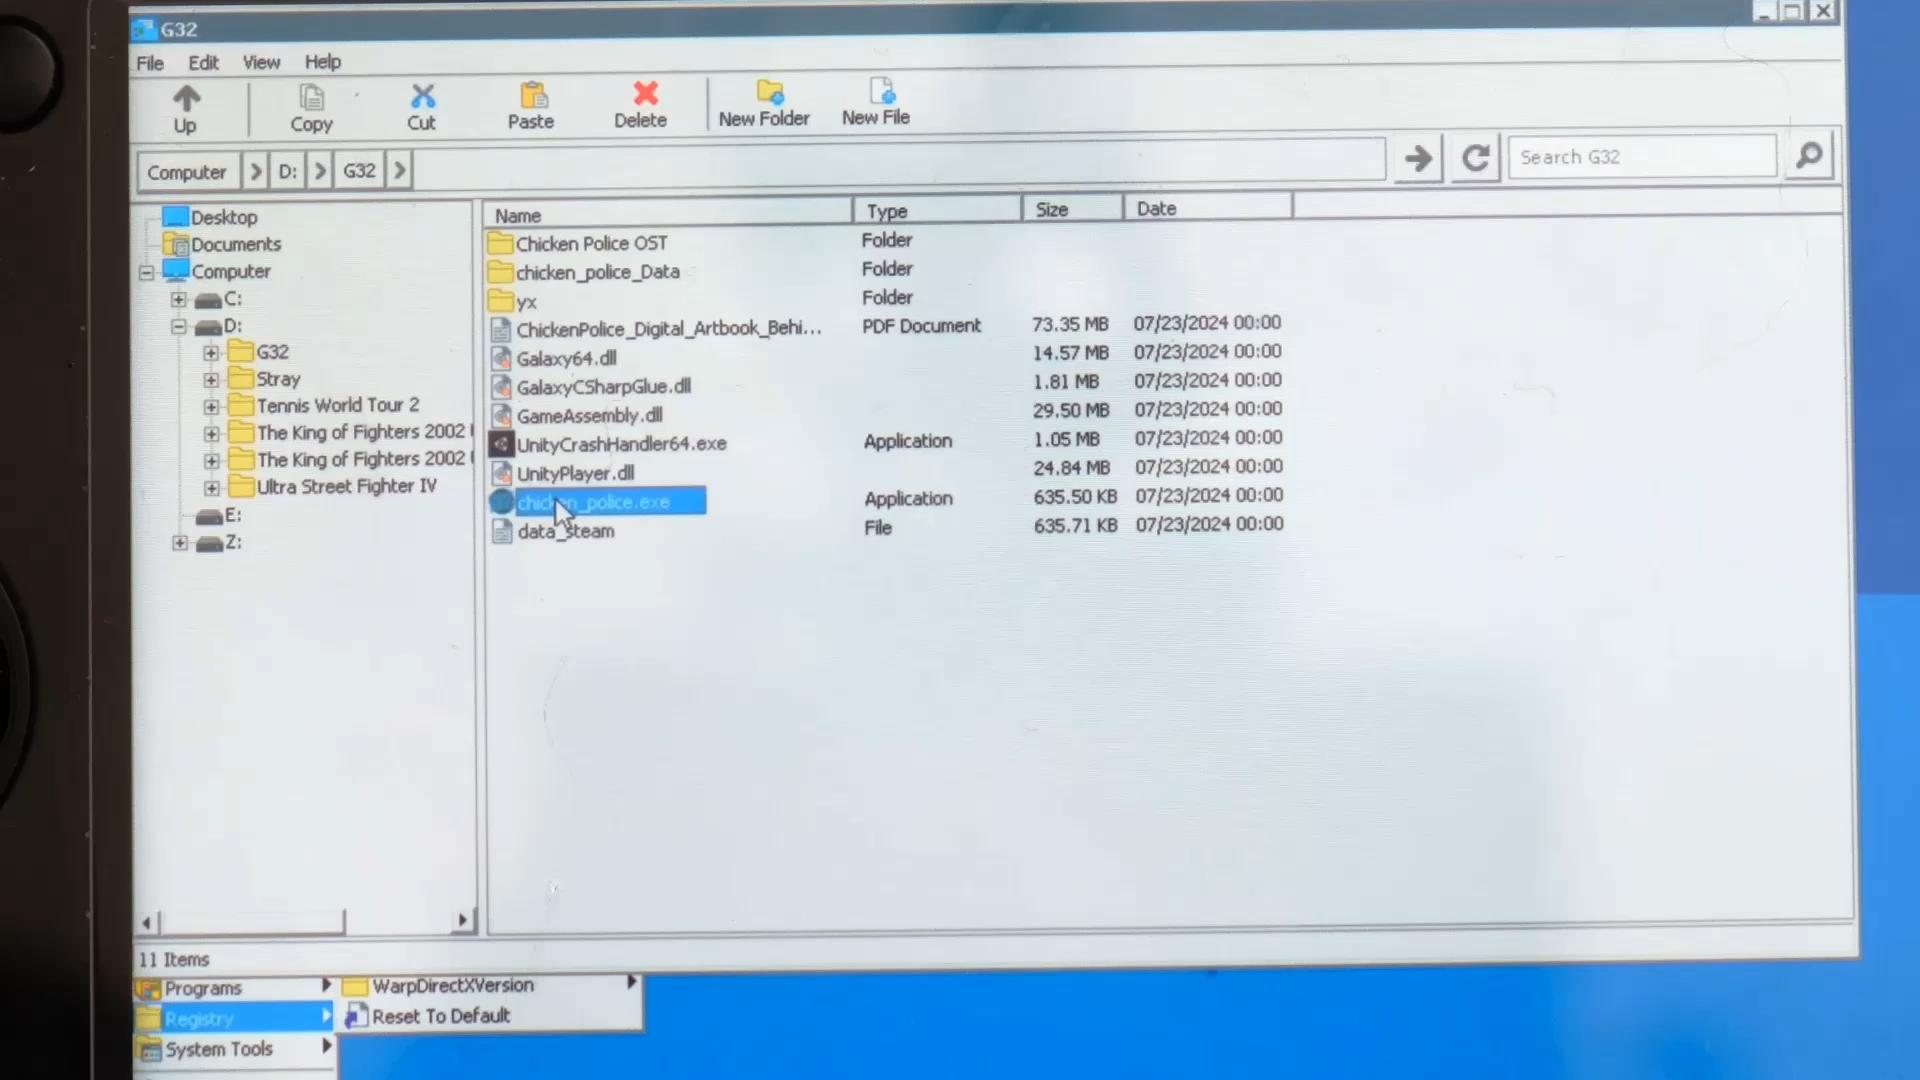 G32
File Edit View Help
Up Copy Cut Paste Delete New Folder New File
Computer D: G32 Search G32
Desktop
Documents
Computer
C:
D:
G32
Stray
Tennis World Tour 2
The King of Fighters 2002
The King of Fighters 2002
Ultra Street Fighter IV
E:
Z:
Name Type Size Date
Chicken Police OST Folder
chicken_police_Data Folder
yx Folder
ChickenPolice_Digital_Artbook_Behi... PDF Document 73.35 MB 07/23/2024 00:00
Galaxy64.dll 14.57 MB 07/23/2024 00:00
GalaxyCSharpGlue.dll 1.81 MB 07/23/2024 00:00
GameAssembly.dll 29.50 MB 07/23/2024 00:00
UnityCrashHandler64.exe Application 1.05 MB 07/23/2024 00:00
UnityPlayer.dll 24.84 MB 07/23/2024 00:00
chicken_police.exe Application 635.50 KB 07/23/2024 00:00
data_steam File 635.71 KB 07/23/2024 00:00
11 Items
Programs WarpDirectXVersion
Registry Reset To Default
System Tools